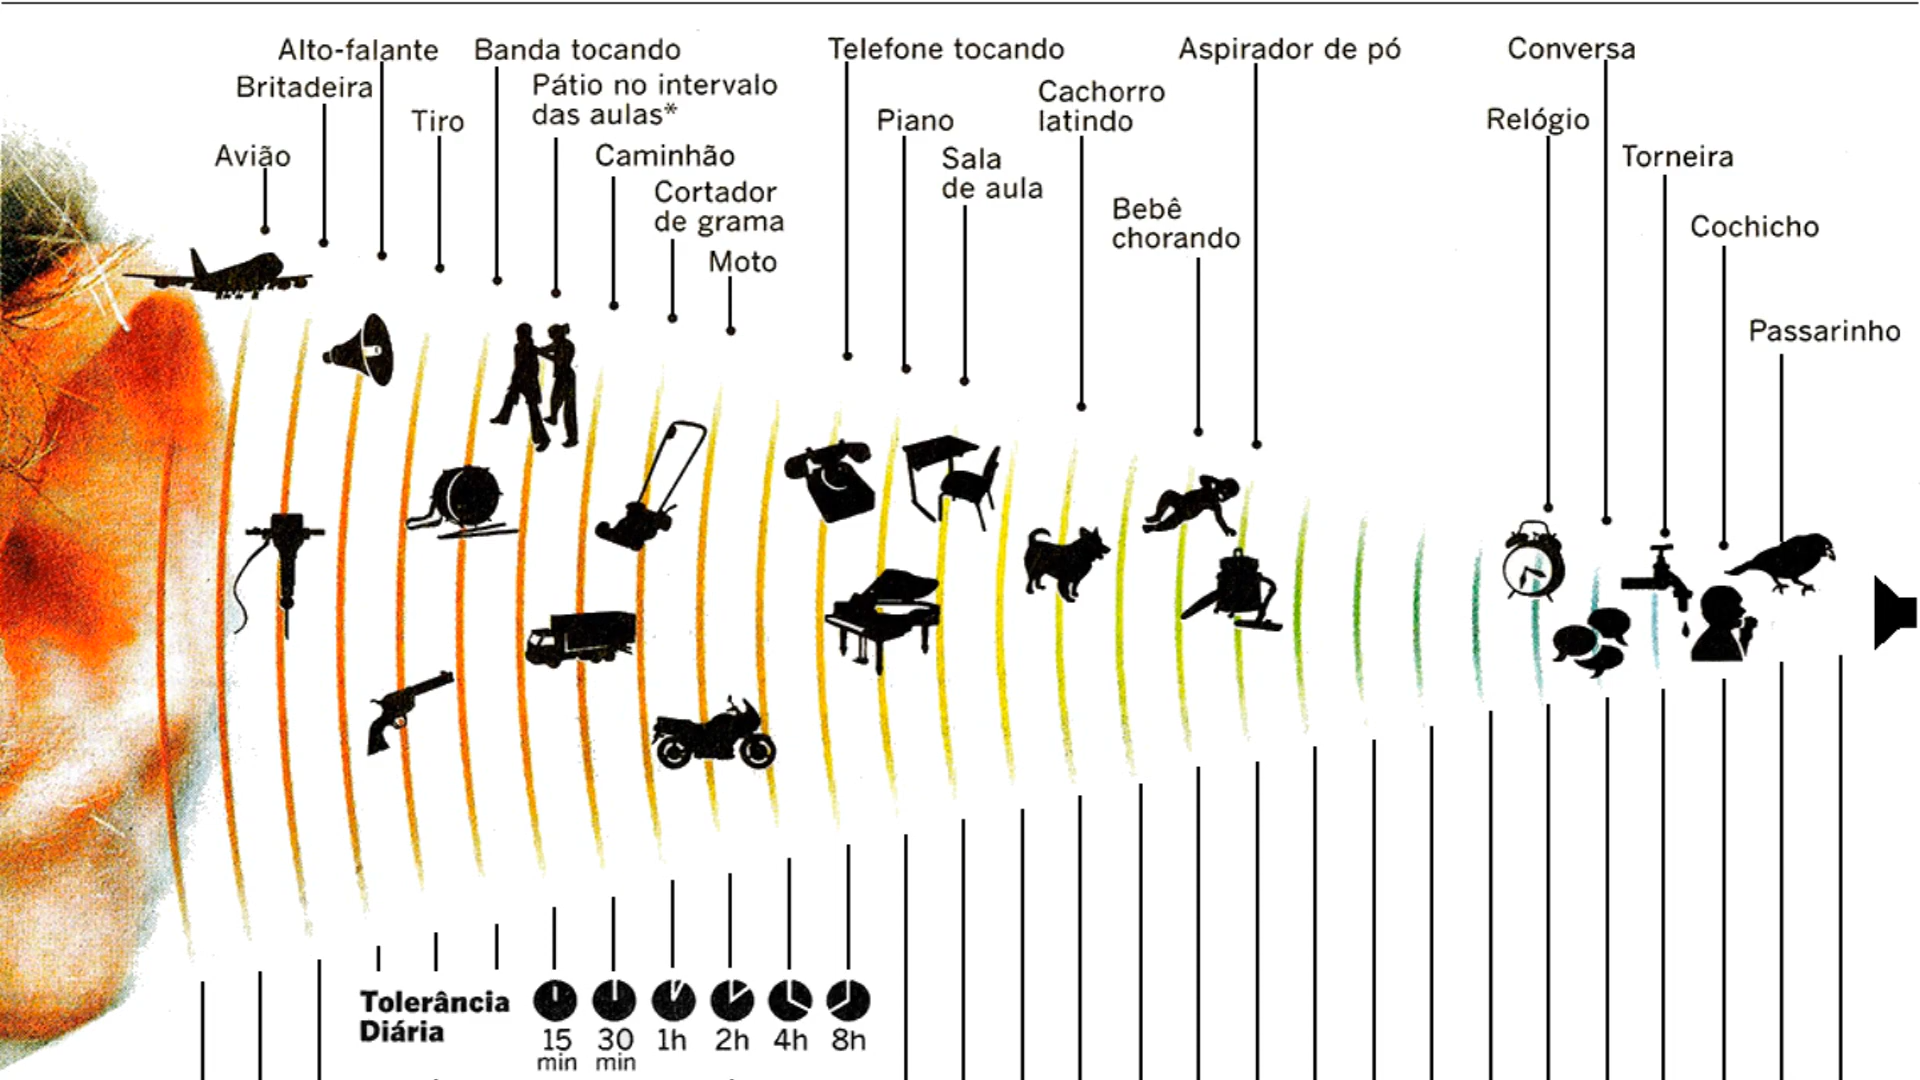 Alto-falante
Banda tocando
Telefone tocando
Aspirador de pó
Conversa
Britadeira
Pátio no intervalo
das aulas*
Cachorro
latindo
Tiro
Piano
Relógio
Avião
Caminhão
Sala
de aula
Torneira
Cortador
de grama
Bebê
chorando
Cochicho
Moto
Passarinho
Tolerância
Diária
15
min
30
min
1h
2h
4h
8h